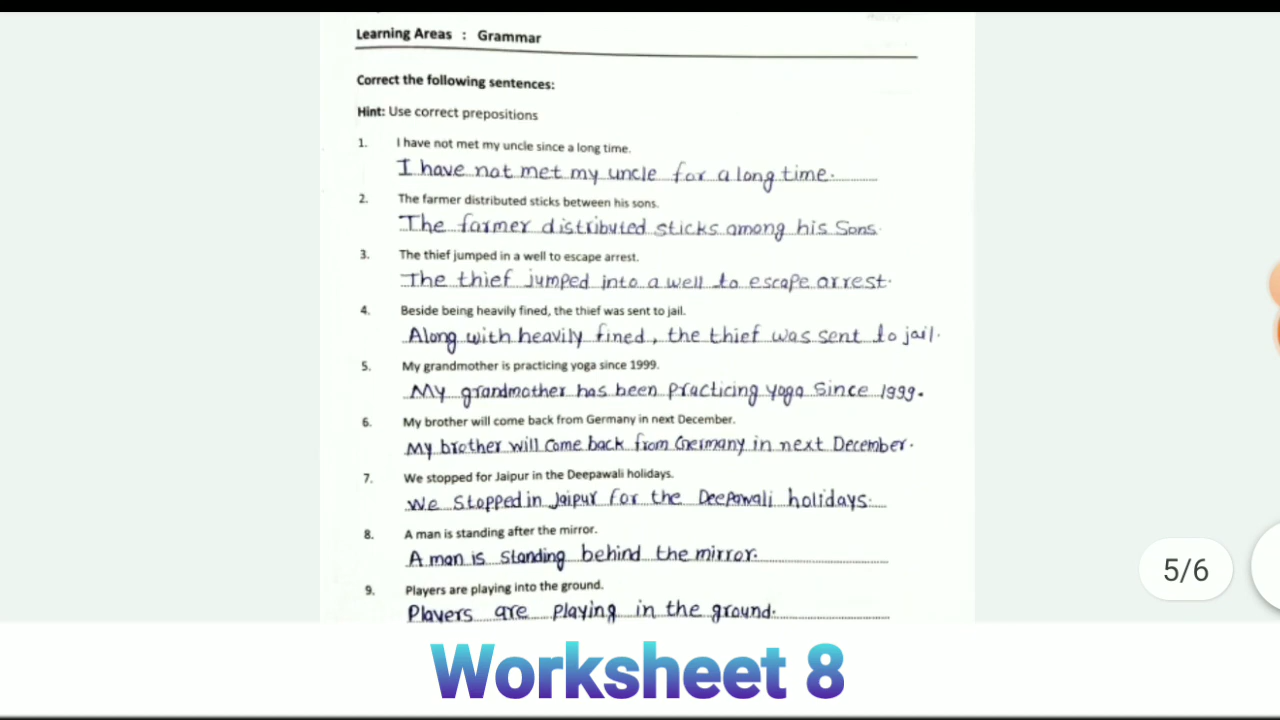 Learning Areas : Grammar
Correct the following sentences:
Hint: Use correct prepositions
1. I have not met my uncle since a long time.
I have not met my uncle for a long time.
2. The farmer distributed sticks between his sons.
The farmer distributed sticks among his Sons.
3. The thief jumped in a well to escape arrest.
The thief jumped into a well to escape arrest.
4. Beside being heavily fined, the thief was sent to jail.
Along with heavily fined, the thief was sent to jail.
5. My grandmother is practicing yoga since 1999.
My grandmother has been practicing yoga Since 1999.
6. My brother will come back from Germany in next December.
My brother will come back from Germany in next December.
7. We stopped for Jaipur in the Deepawali holidays.
We Stopped in Jaipur for the Deepawali holidays.
8. A man is standing after the mirror.
A man is standing behind the mirror.
9. Players are playing into the ground.
Players are playing in the ground.
5/6
Worksheet 8